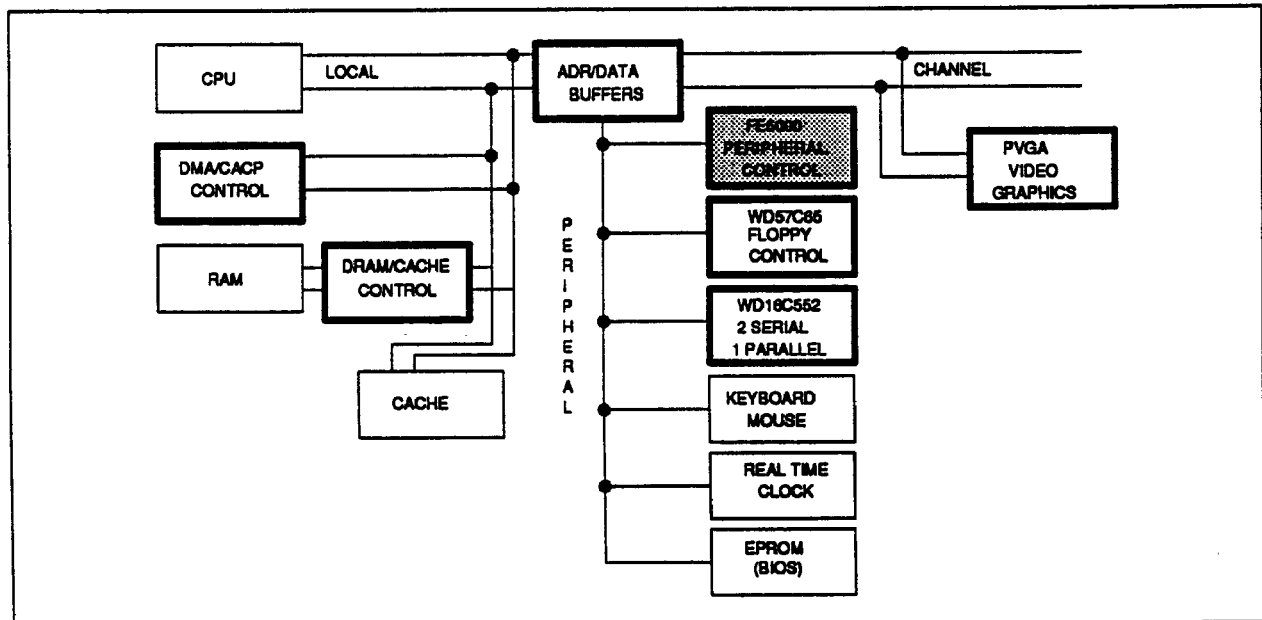 CPU
LOCAL
ADR/DATA
BUFFERS
CHANNEL
DMA/CACP
CONTROL
RAM
DRAM/CACHE
CONTROL
CACHE
PERIPHERAL
PERIPHERAL
CONTROL
WD57C65
FLOPPY
CONTROL
WD16C552
2 SERIAL
1 PARALLEL
KEYBOARD
MOUSE
REAL TIME
CLOCK
EPROM
(BIOS)
PVGA
VIDEO
GRAPHICS